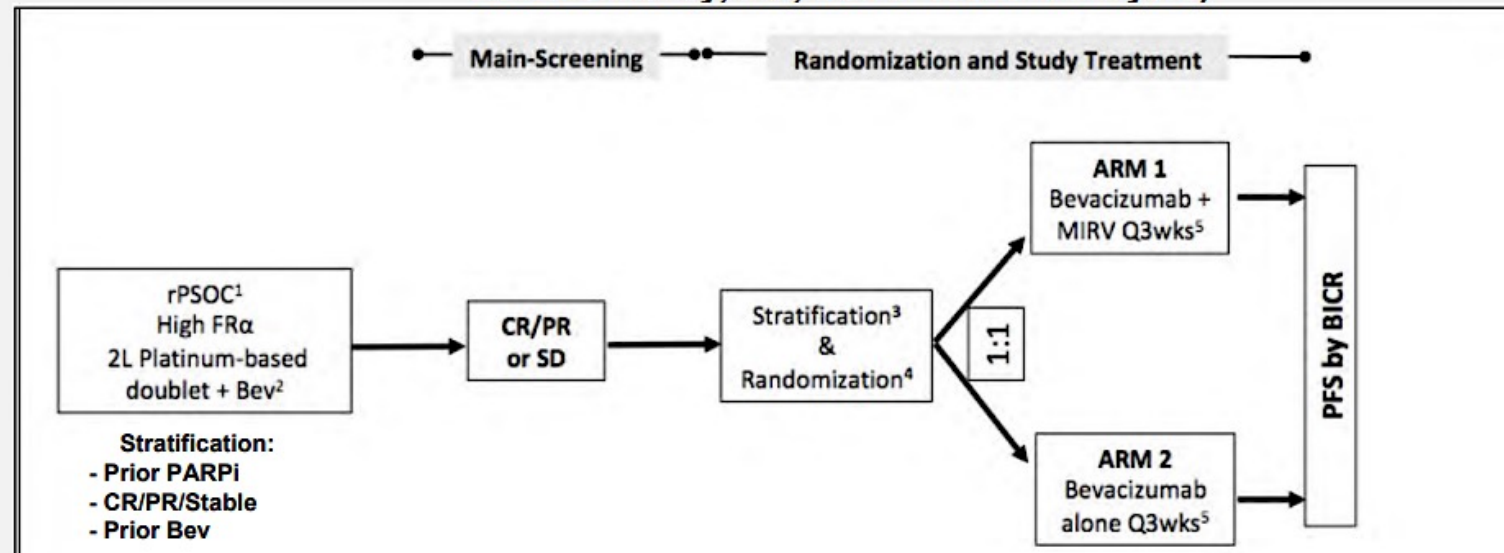 Main-Screening
Randomization and Study Treatment
rPSOC¹
High FRα
2L Platinum-based
doublet + Bev²
CR/PR
or SD
Stratification³
&
Randomization⁴
1:1
ARM 1
Bevacizumab +
MIRV Q3wks⁵
ARM 2
Bevacizumab
alone Q3wks⁵
PFS by BICR
Stratification:
- Prior PARPi
- CR/PR/Stable
- Prior Bev